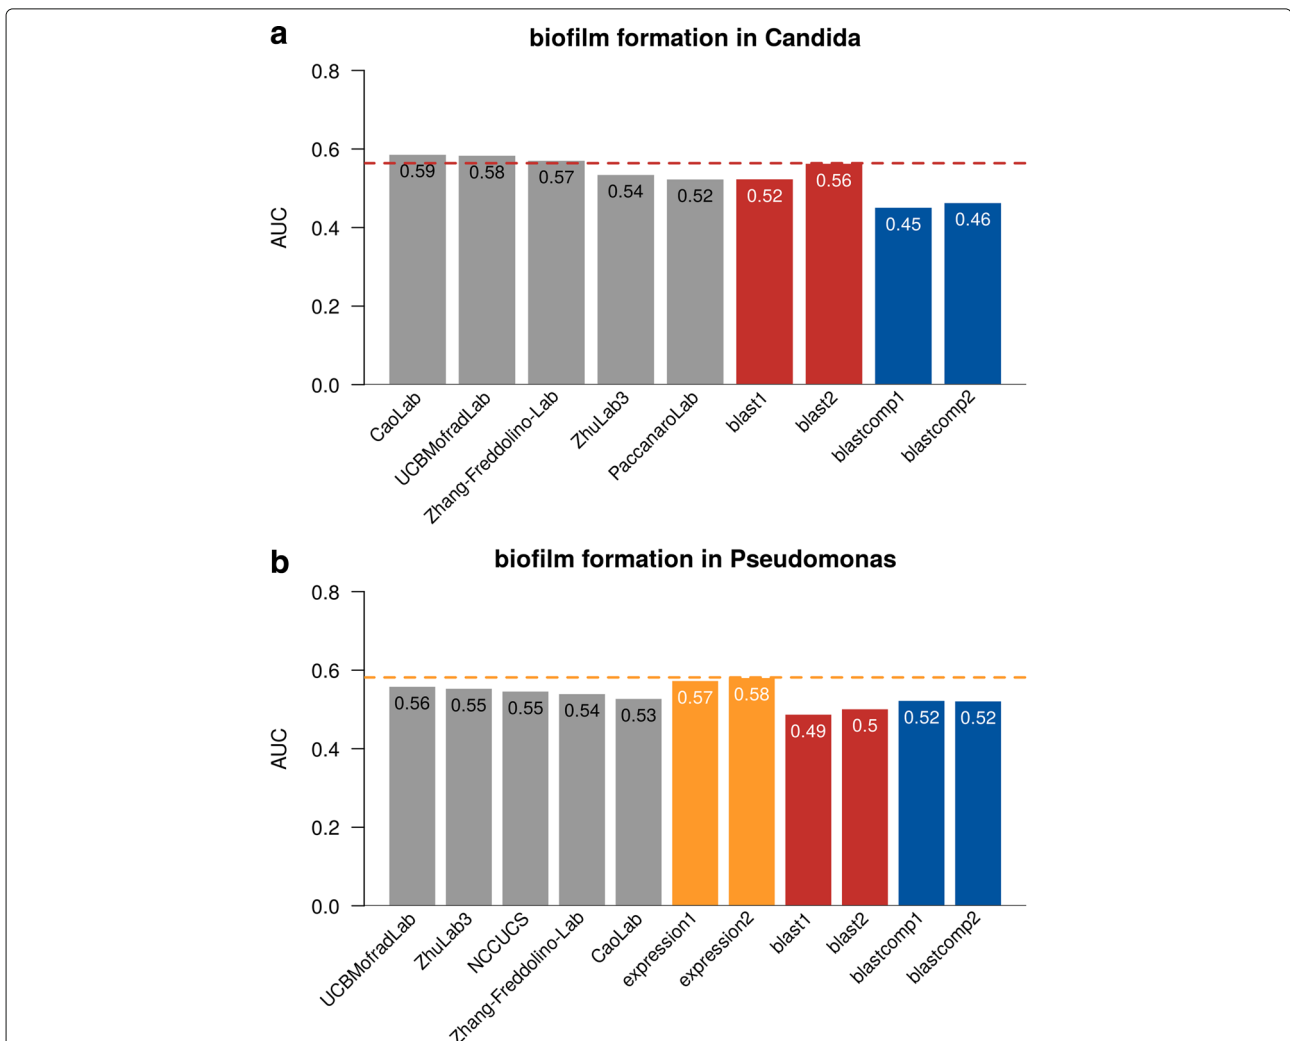 a
biofilm formation in Candida
0.8
0.6
0.4
0.2
0.0
AUC
0.59
0.58
0.57
0.54
0.52
0.52
0.56
0.45
0.46
CaoLab
UCBMofradLab
Zhang-Freddolino-Lab
ZhuLab3
PaccanaroLab
blast1
blast2
blastcomp1
blastcomp2
b
biofilm formation in Pseudomonas
0.8
0.6
0.4
0.2
0.0
AUC
0.56
0.55
0.55
0.54
0.53
0.57
0.58
0.49
0.5
0.52
0.52
UCBMofradLab
ZhuLab3
NCCUCS
Zhang-Freddolino-Lab
CaoLab
expression1
expression2
blast1
blast2
blastcomp1
blastcomp2